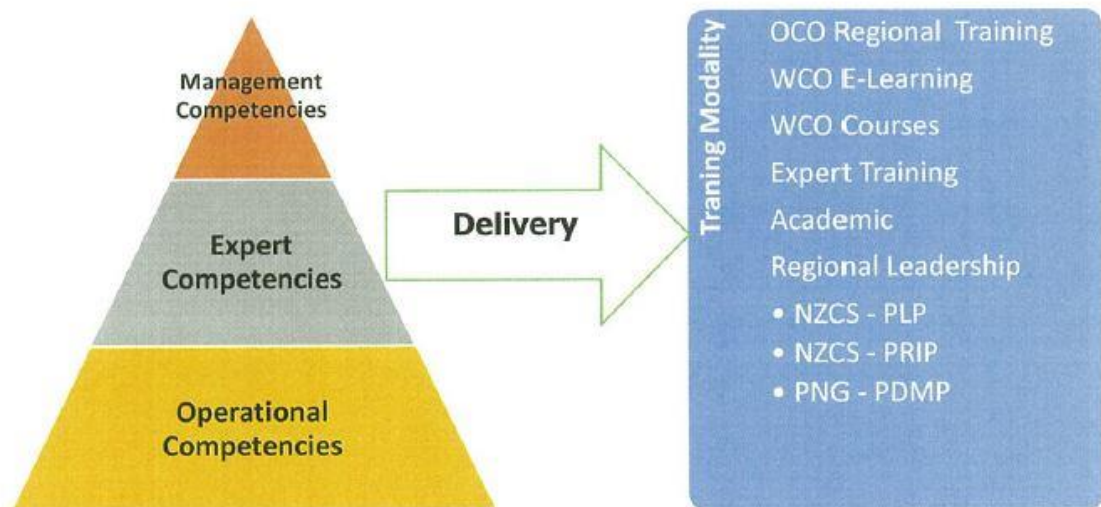 Management
Competencies
Expert
Competencies
Operational
Competencies
Delivery
Traning Modality
OCO Regional Training
WCO E-Learning
WCO Courses
Expert Training
Academic
Regional Leadership
• NZCS - PLP
• NZCS - PRIP
• PNG - PDMP